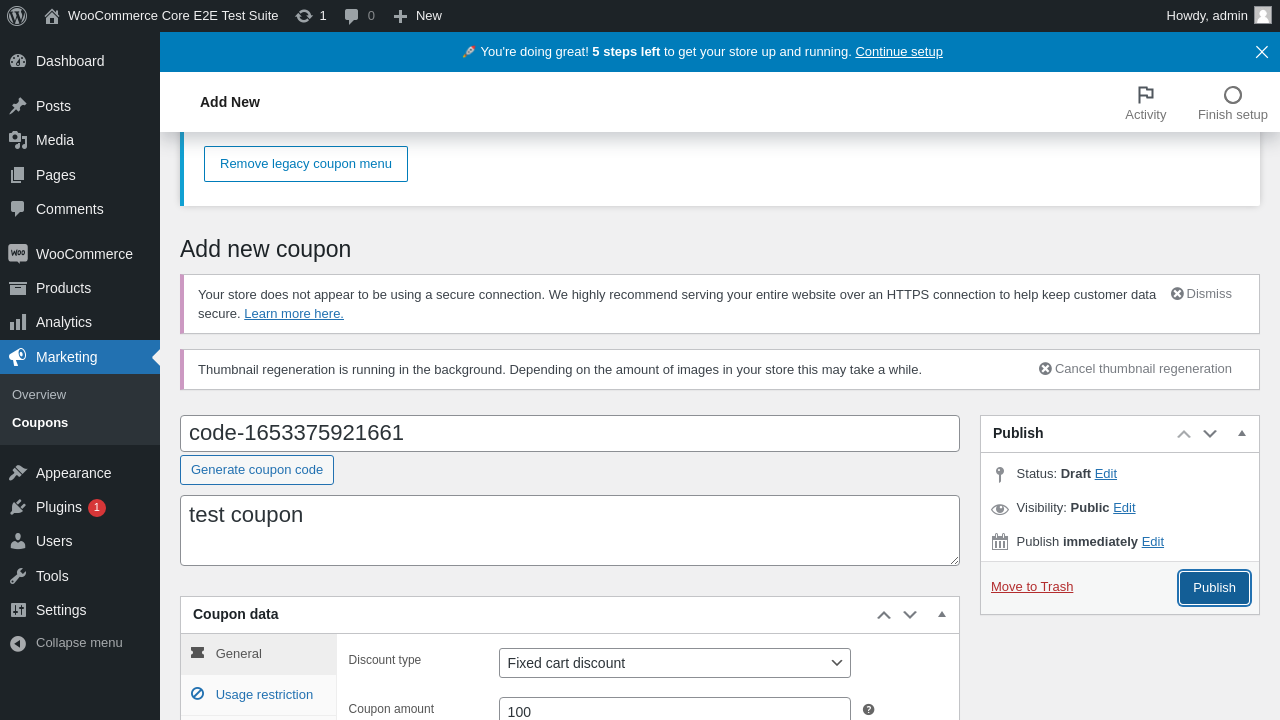 WooCommerce Core E2E Test Suite 1 0 New Howdy, admin
You're doing great! 5 steps left to get your store up and running. Continue setup
Add New
Activity
Finish setup
Dashboard
Posts
Media
Pages
Comments
WooCommerce
Products
Analytics
Marketing
Overview
Coupons
Appearance
Plugins 1
Users
Tools
Settings
Collapse menu
Remove legacy coupon menu
Add new coupon
Your store does not appear to be using a secure connection. We highly recommend serving your entire website over an HTTPS connection to help keep customer data
secure. Learn more here.
Dismiss
Thumbnail regeneration is running in the background. Depending on the amount of images in your store this may take a while.
Cancel thumbnail regeneration
code-1653375921661
Generate coupon code
test coupon
Coupon data
General
Usage restriction
Discount type
Fixed cart discount
Coupon amount
100
Publish
Status: Draft Edit
Visibility: Public Edit
Publish immediately Edit
Move to Trash
Publish